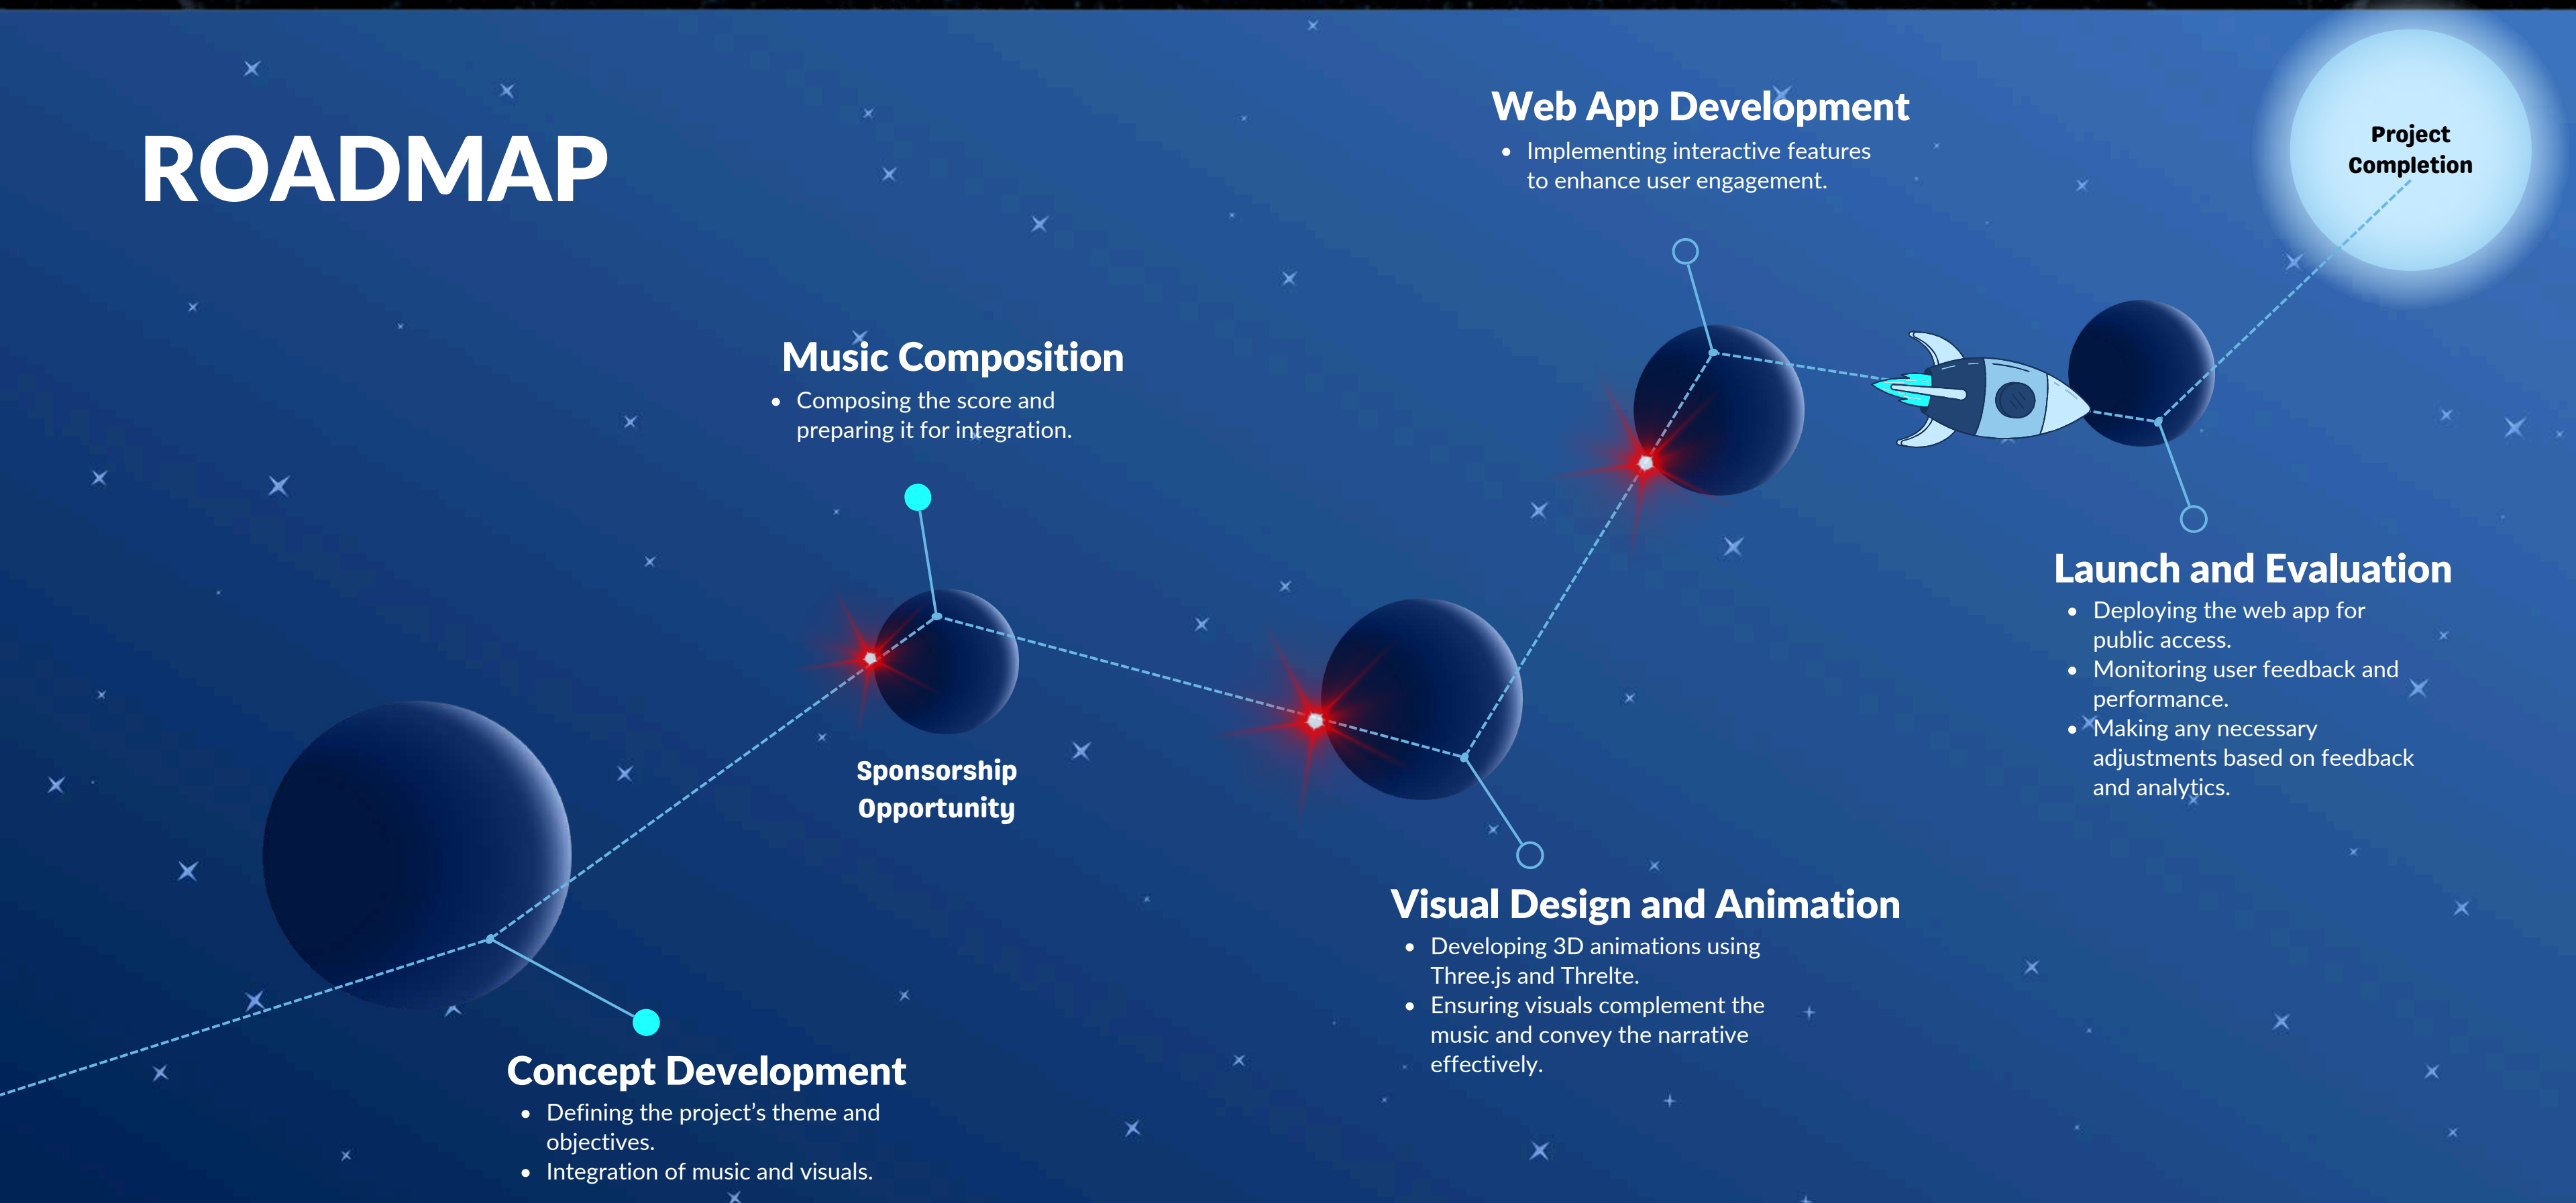 ROADMAP
Concept Development
• Defining the project’s theme and
objectives.
• Integration of music and visuals.
Music Composition
• Composing the score and
preparing it for integration.
Sponsorship
Opportunity
Visual Design and Animation
• Developing 3D animations using
Three.js and Threlte.
• Ensuring visuals complement the
music and convey the narrative
effectively.
Web App Development
• Implementing interactive features
to enhance user engagement.
Launch and Evaluation
• Deploying the web app for
public access.
• Monitoring user feedback and
performance.
• Making any necessary
adjustments based on feedback
and analytics.
Project
Completion